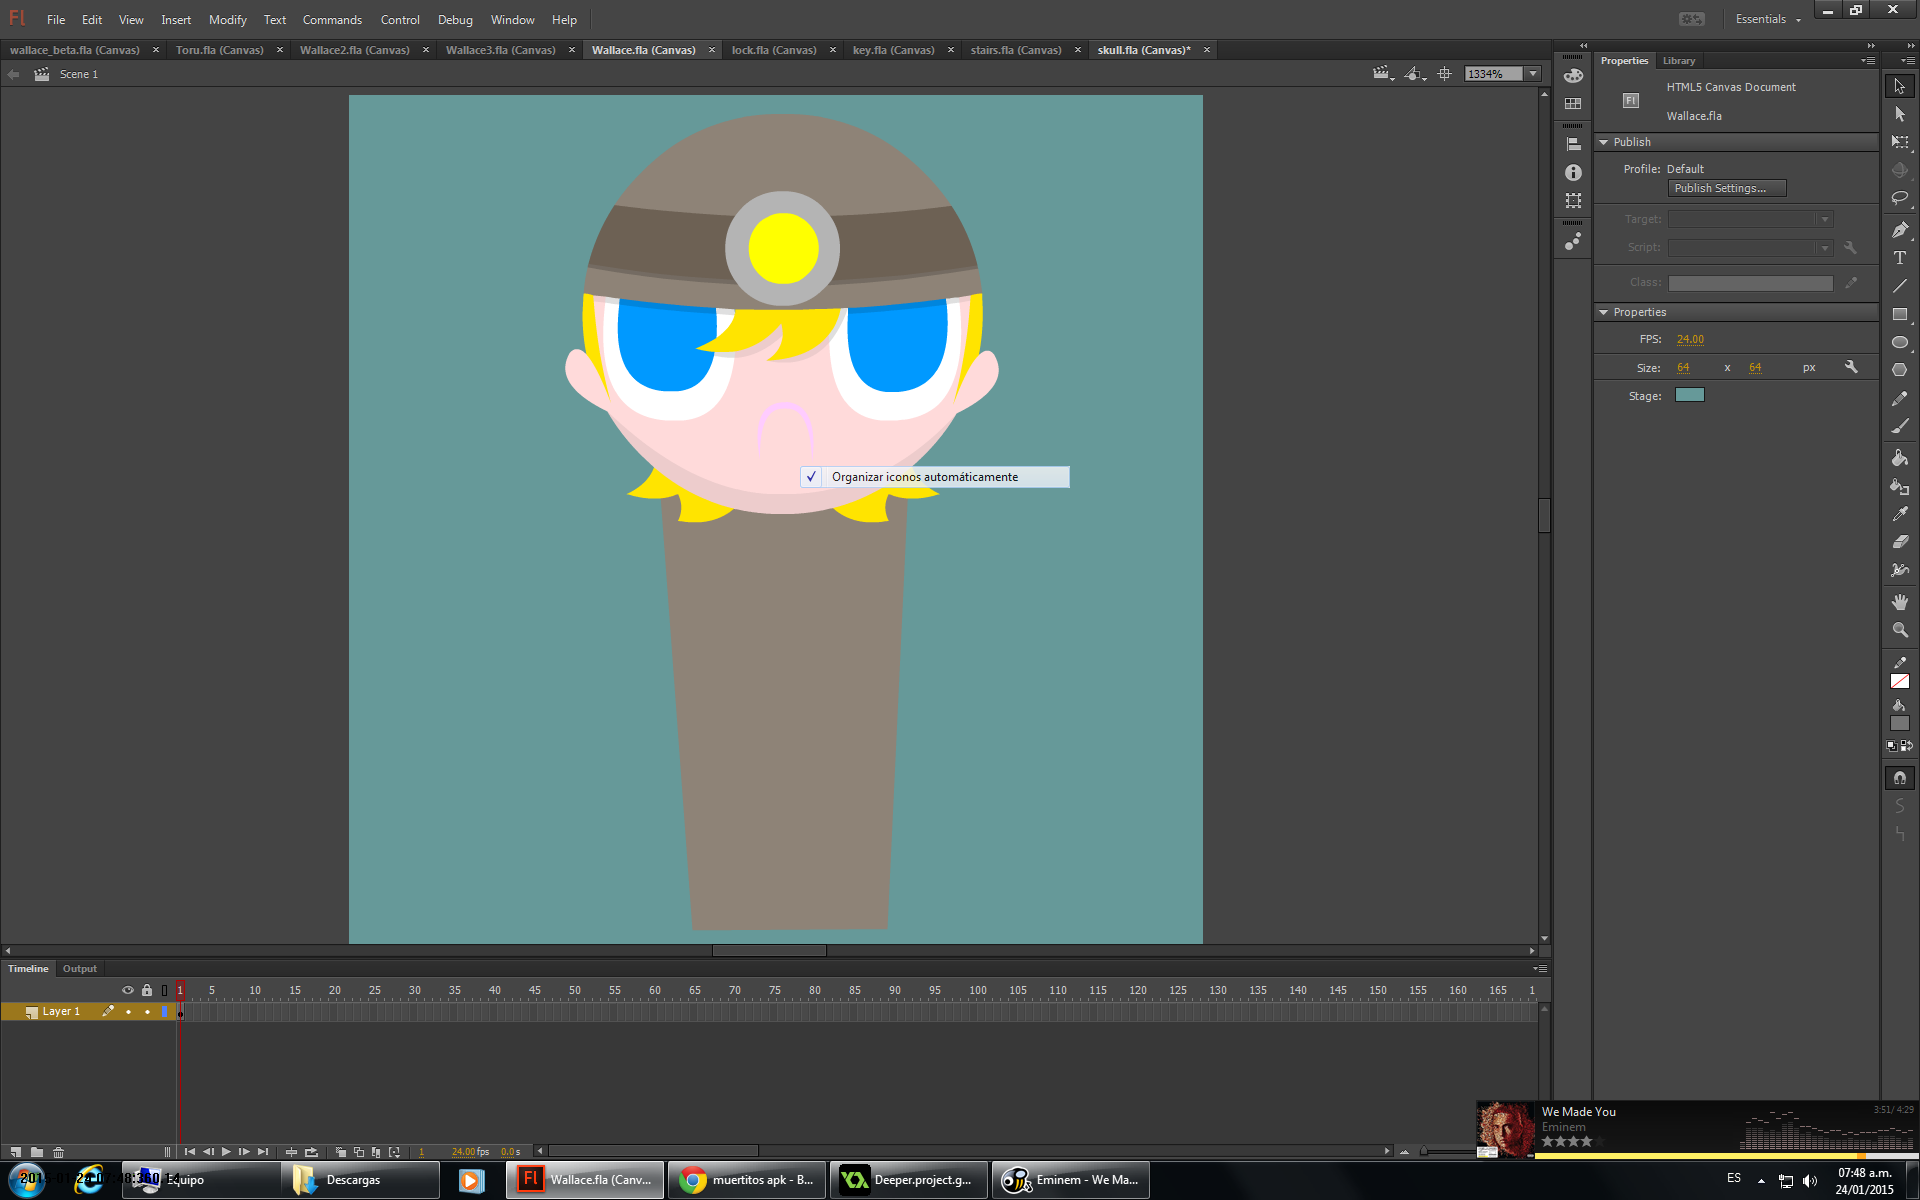 Fl File Edit View Insert Modify Text Commands Control Debug Window Help Essentials
wallace_beta.fla (Canvas) Toru.fla (Canvas) Wallace2.fla (Canvas) Wallace3.fla (Canvas) Wallace.fla (Canvas) lock.fla (Canvas) key.fla (Canvas) stairs.fla (Canvas) skull.fla (Canvas)*
Scene 1 1334%
Properties Library
Fl HTML5 Canvas Document
Wallace.fla
Publish
Profile: Default
Publish Settings...
Target:
Script:
Class:
Properties
FPS: 24.00
Size: 64 x 64 px
Stage:
Organizar iconos automáticamente
Timeline Output
1 5 10 15 20 25 30 35 40 45 50 55 60 65 70 75 80 85 90 95 100 105 110 115 120 125 130 135 140 145 150 155 160 165 1
Layer 1
1 24.00 fps 0.0 s
We Made You 3:51/ 4:29
Eminem
Equipo Descargas Wallace.fla (Canv... muertitos apk - B... Deeper.project.g... Eminem - We Ma... ES 07:48 a.m.
24/01/2015